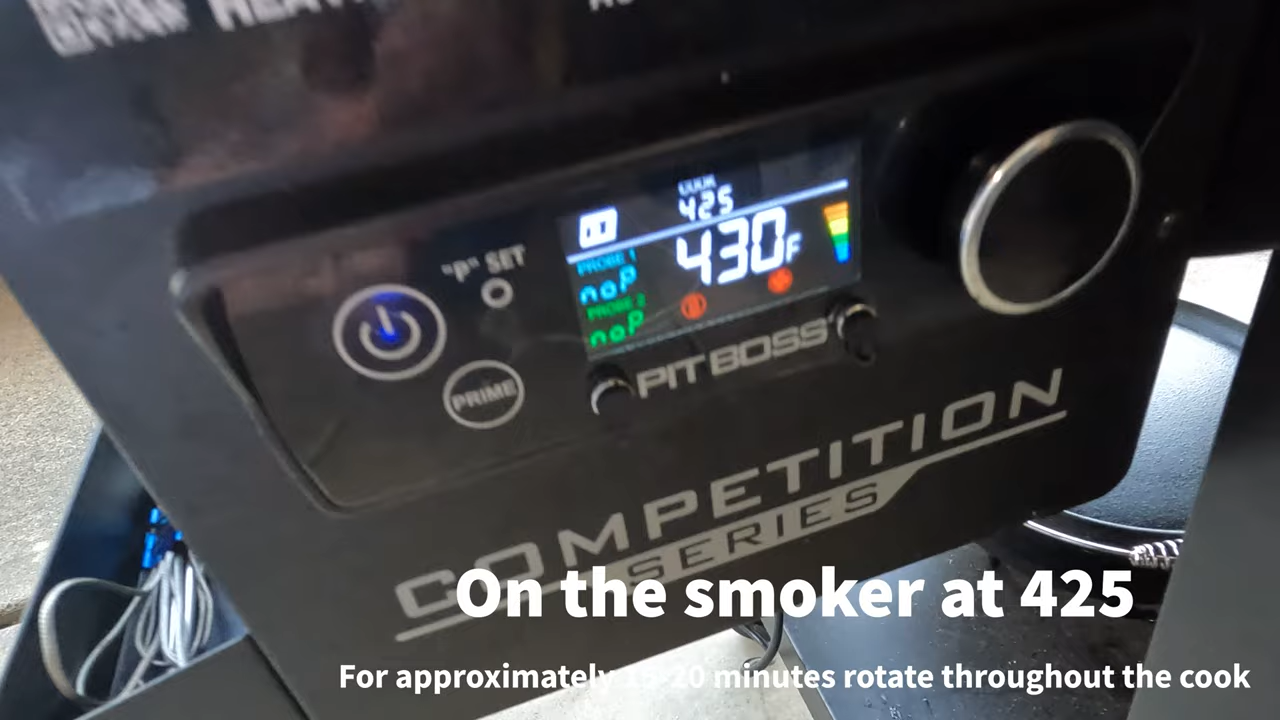 "P" SET
COOK
425
430F
PROBE 1
noP
PROBE 2
noP
PRIME
PIT BOSS
COMPETITION
SERIES
On the smoker at 425
For approximately 15-20 minutes rotate throughout the cook